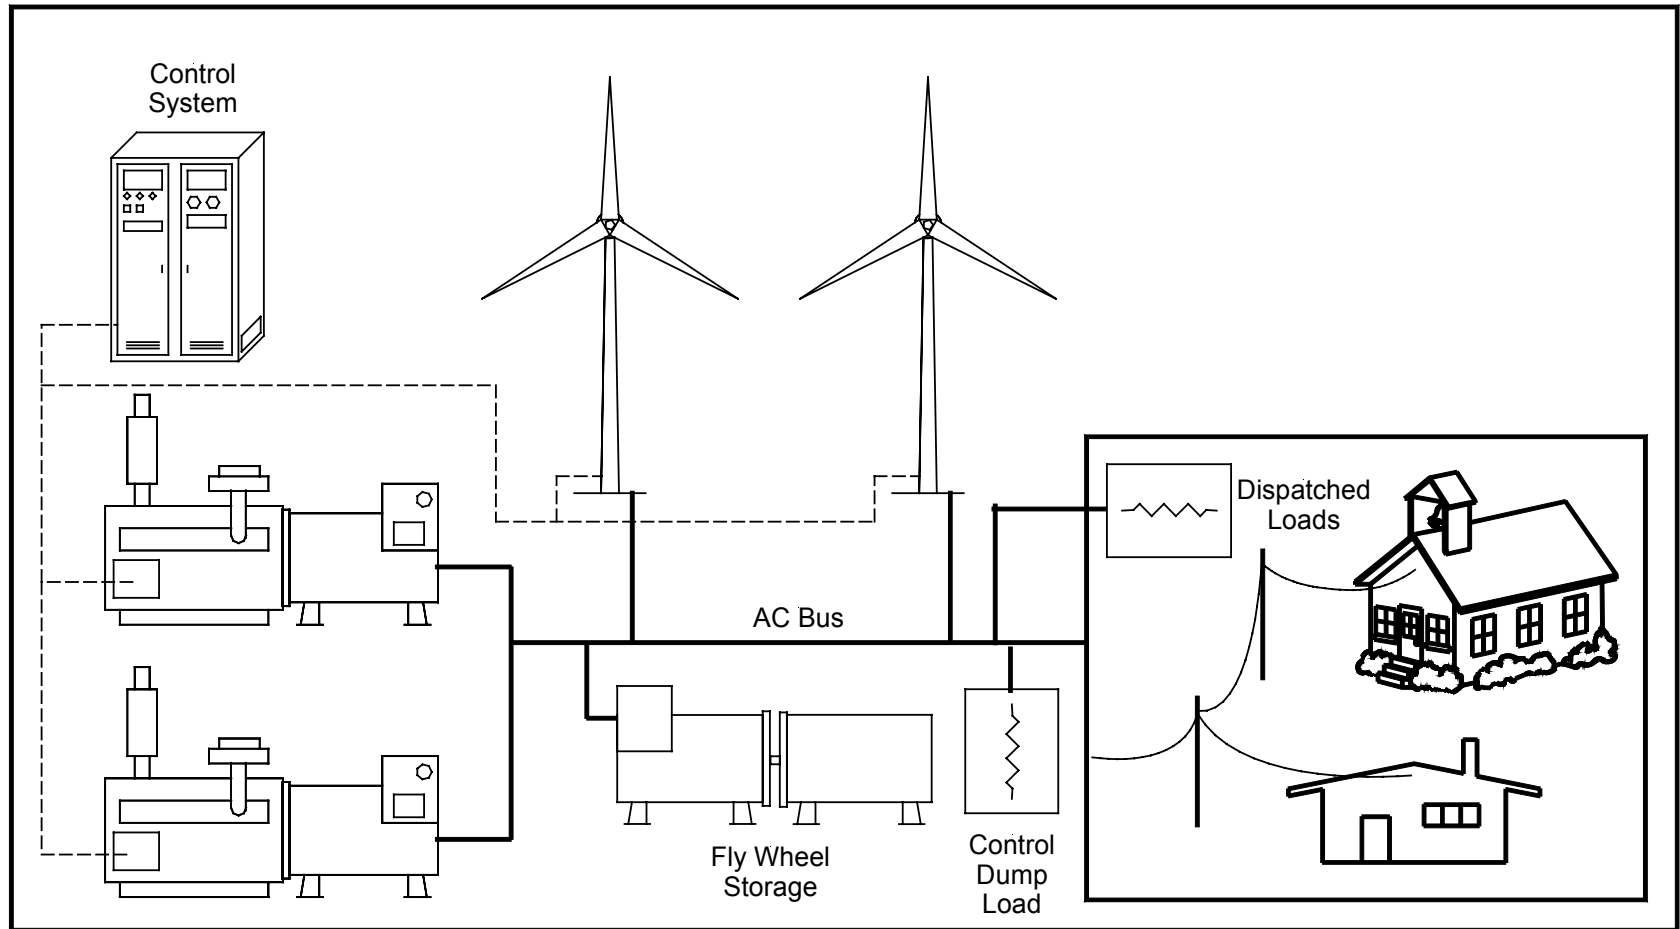 Control
System
Dispatched
Loads
AC Bus
Fly Wheel
Storage
Control
Dump
Load